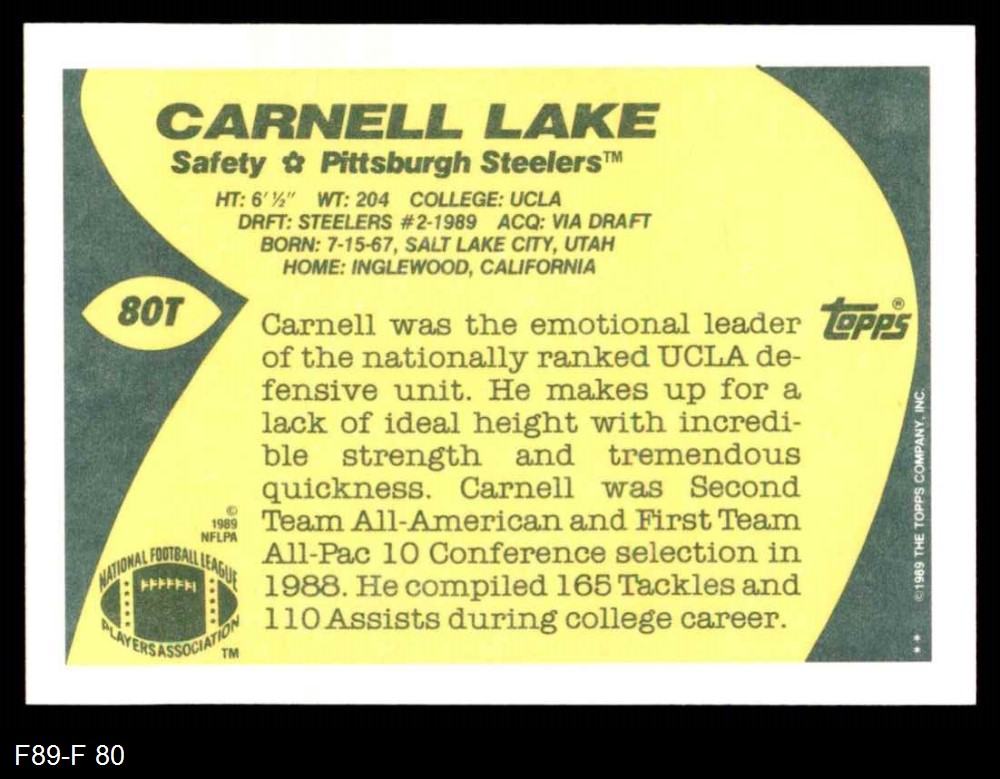 CARNELL LAKE
Safety ✿ Pittsburgh Steelers™
HT: 6' ½" WT: 204 COLLEGE: UCLA
DRFT: STEELERS #2-1989 ACQ: VIA DRAFT
BORN: 7-15-67, SALT LAKE CITY, UTAH
HOME: INGLEWOOD, CALIFORNIA
80T
topps®
Carnell was the emotional leader
of the nationally ranked UCLA de-
fensive unit. He makes up for a
lack of ideal height with incredi-
ble strength and tremendous
quickness. Carnell was Second
Team All-American and First Team
All-Pac 10 Conference selection in
1988. He compiled 165 Tackles and
110 Assists during college career.
©
1989
NFLPA
NATIONAL FOOTBALL LEAGUE
PLAYERS ASSOCIATION
TM
©1989 THE TOPPS COMPANY, INC.
**
F89-F 80